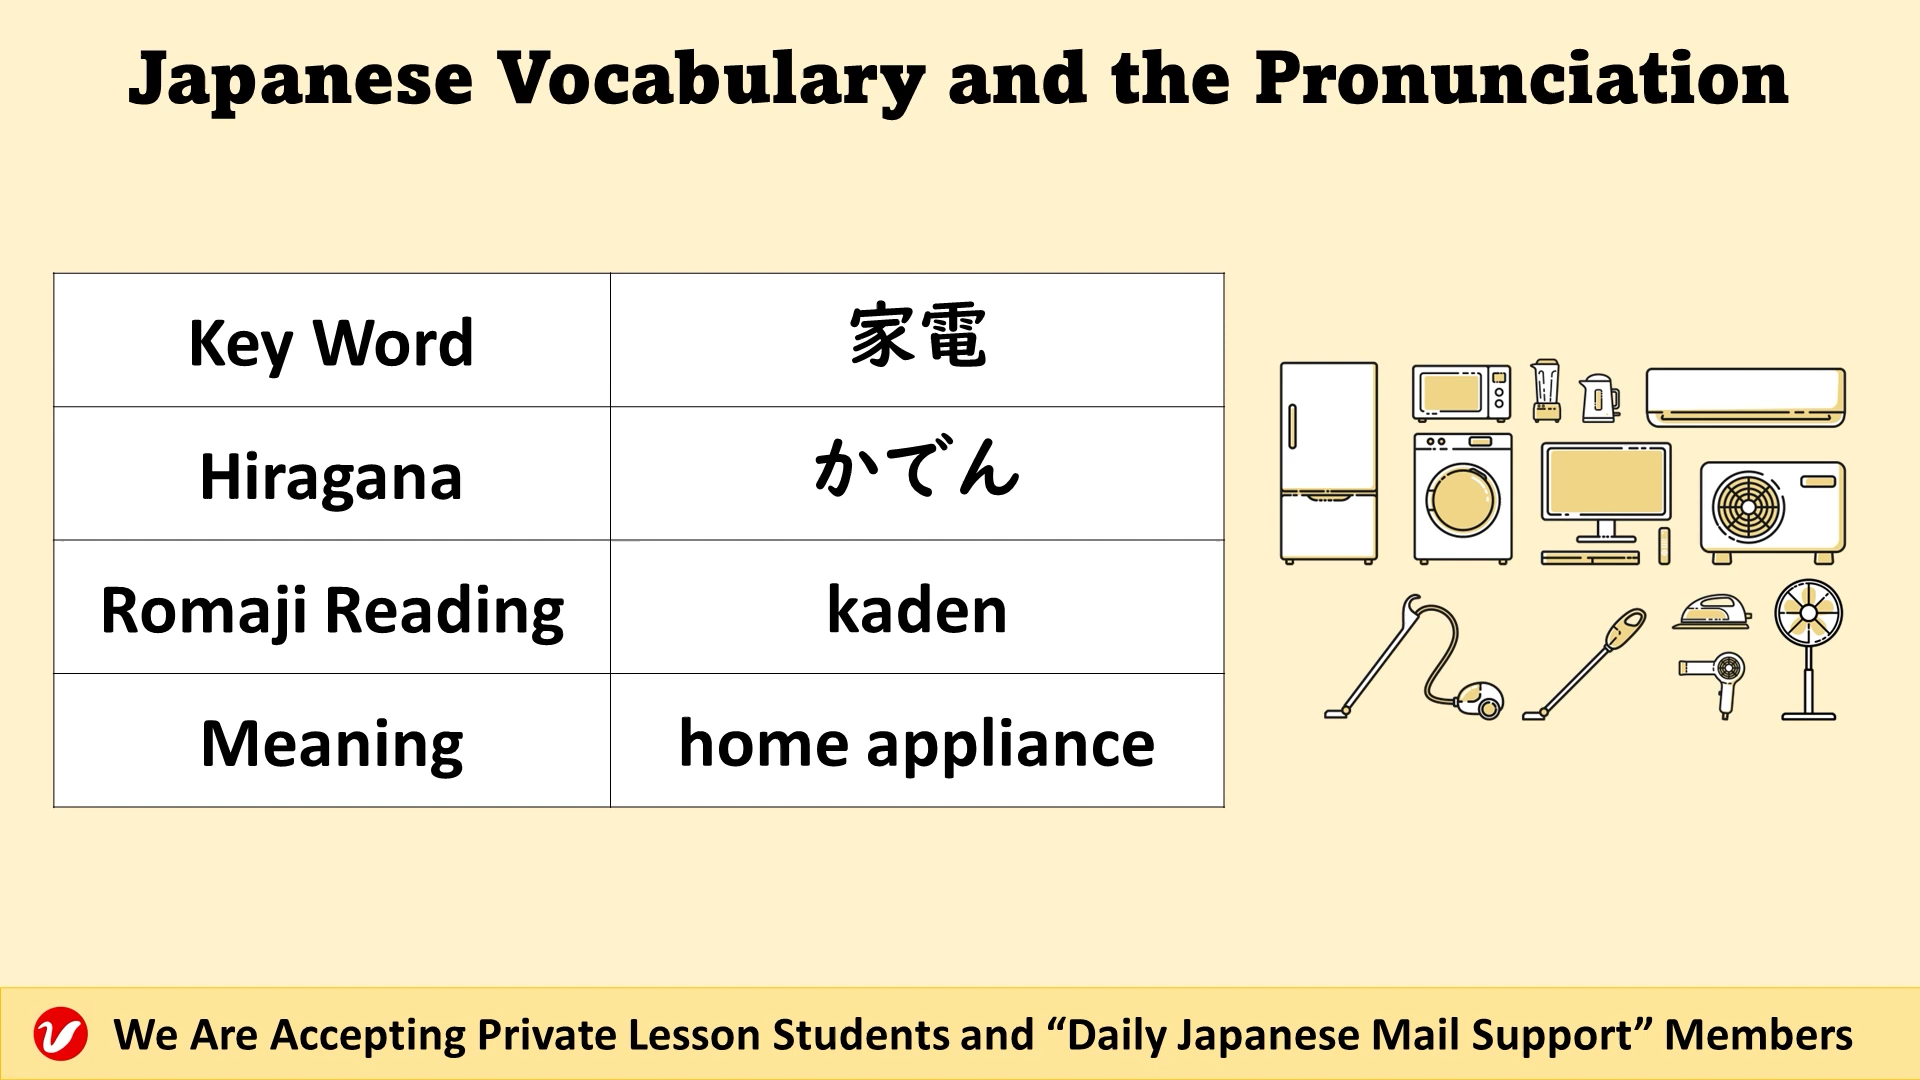 Japanese Vocabulary and the Pronunciation
Key Word 家電
Hiragana かでん
Romaji Reading kaden
Meaning home appliance
We Are Accepting Private Lesson Students and “Daily Japanese Mail Support” Members